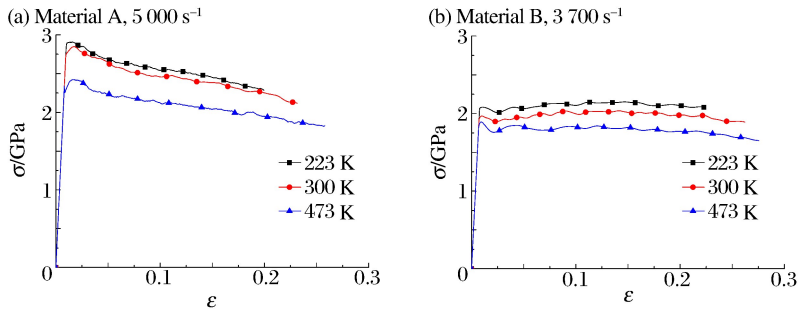 (a) Material A, 5 000 s⁻¹
3
2
1
0
σ/GPa
223 K
300 K
473 K
0.1
0.2
0.3
ε
(b) Material B, 3 700 s⁻¹
3
2
1
0
σ/GPa
223 K
300 K
473 K
0.1
0.2
0.3
ε